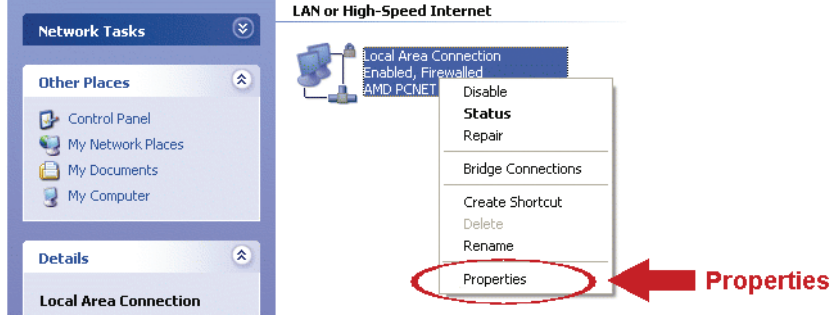 Network Tasks
Other Places
Control Panel
My Network Places
My Documents
My Computer
Details
Local Area Connection
LAN or High-Speed Internet
Local Area Connection
Enabled, Firewalled
AMD PCNET
Disable
Status
Repair
Bridge Connections
Create Shortcut
Delete
Rename
Properties
Properties